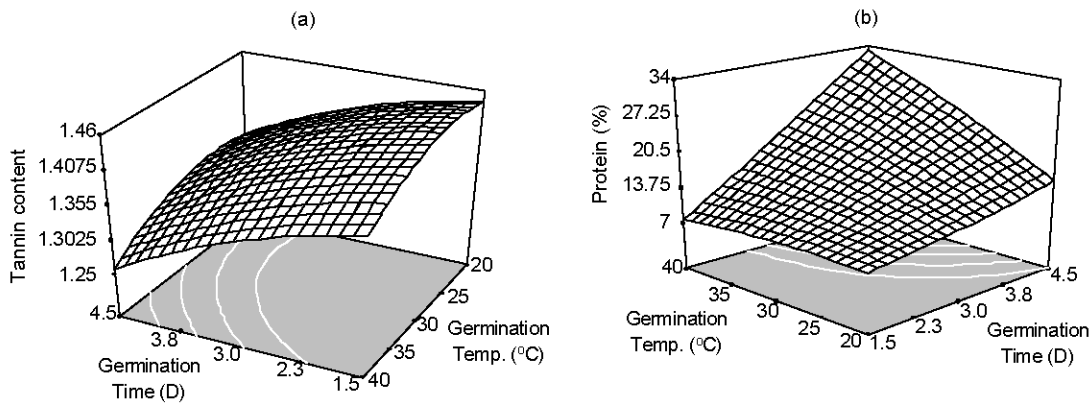 (a)
1.46
1.4075
1.355
1.3025
1.25
Tannin content
4.5
3.8
3.0
2.3
1.5
Germination
Time (D)
40
35
30
25
20
Germination
Temp. (⁰C)
(b)
34
27.25
20.5
13.75
7
Protein (%)
40
35
30
25
20
Germination
Temp. (⁰C)
1.5
2.3
3.0
3.8
4.5
Germination
Time (D)